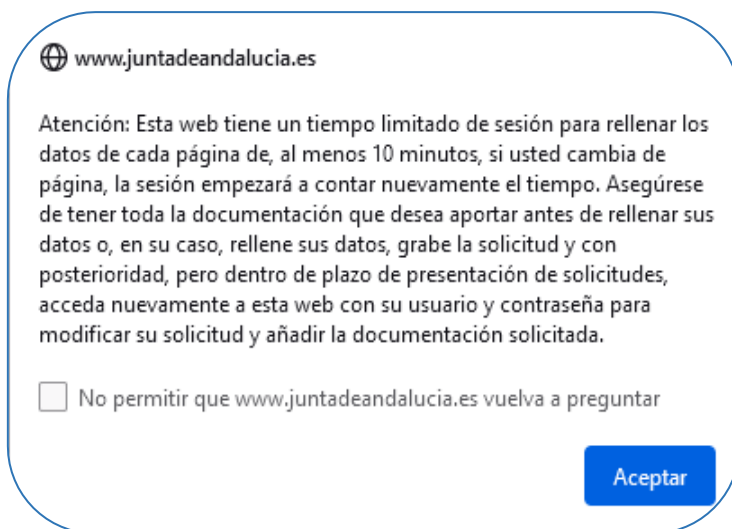 www.juntadeandalucia.es
Atención: Esta web tiene un tiempo limitado de sesión para rellenar los
datos de cada página de, al menos 10 minutos, si usted cambia de
página, la sesión empezará a contar nuevamente el tiempo. Asegúrese
de tener toda la documentación que desea aportar antes de rellenar sus
datos o, en su caso, rellene sus datos, grabe la solicitud y con
posterioridad, pero dentro de plazo de presentación de solicitudes,
acceda nuevamente a esta web con su usuario y contraseña para
modificar su solicitud y añadir la documentación solicitada.
No permitir que www.juntadeandalucia.es vuelva a preguntar
Aceptar